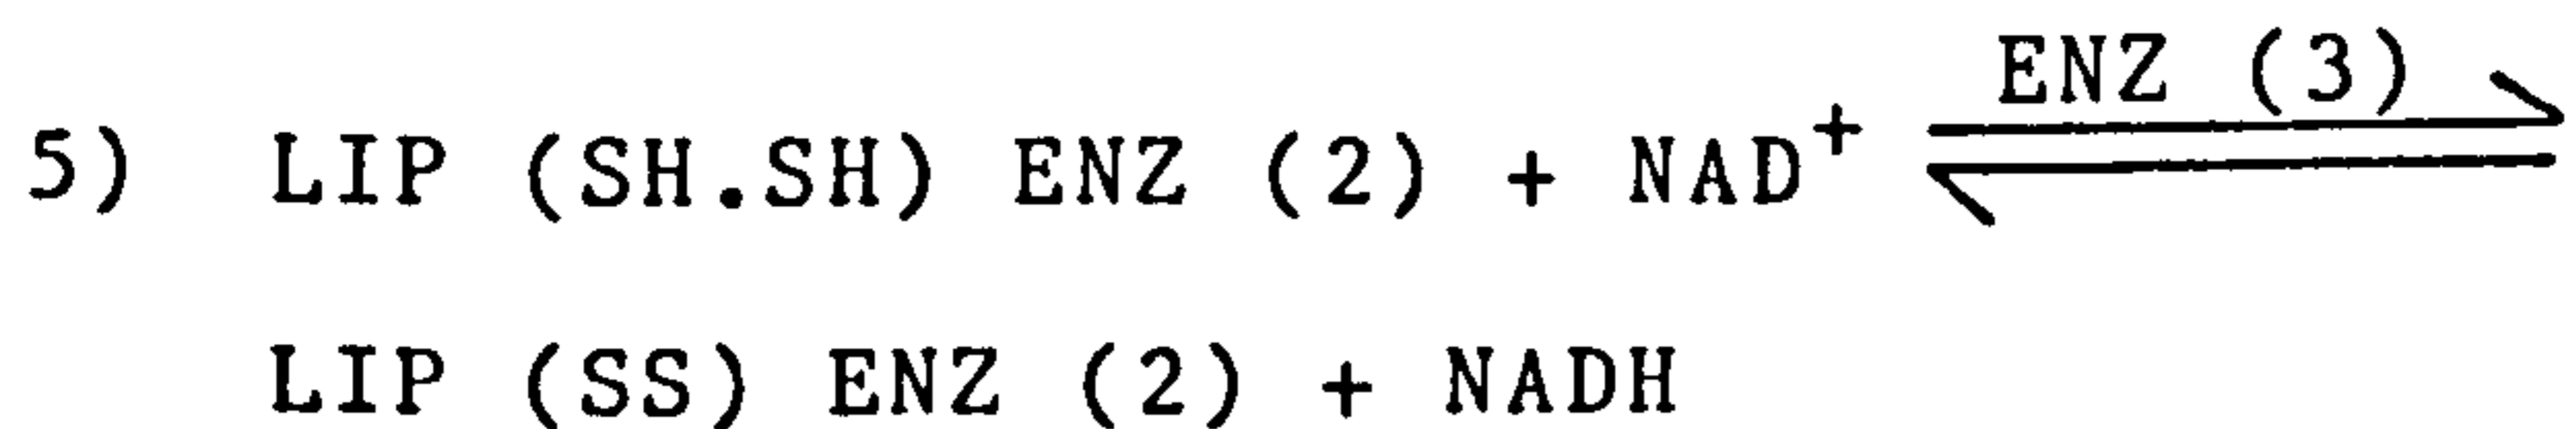 5) LIP (SH.SH) ENZ (2) + NAD⁺ ENZ (3) ⇌
LIP (SS) ENZ (2) + NADH